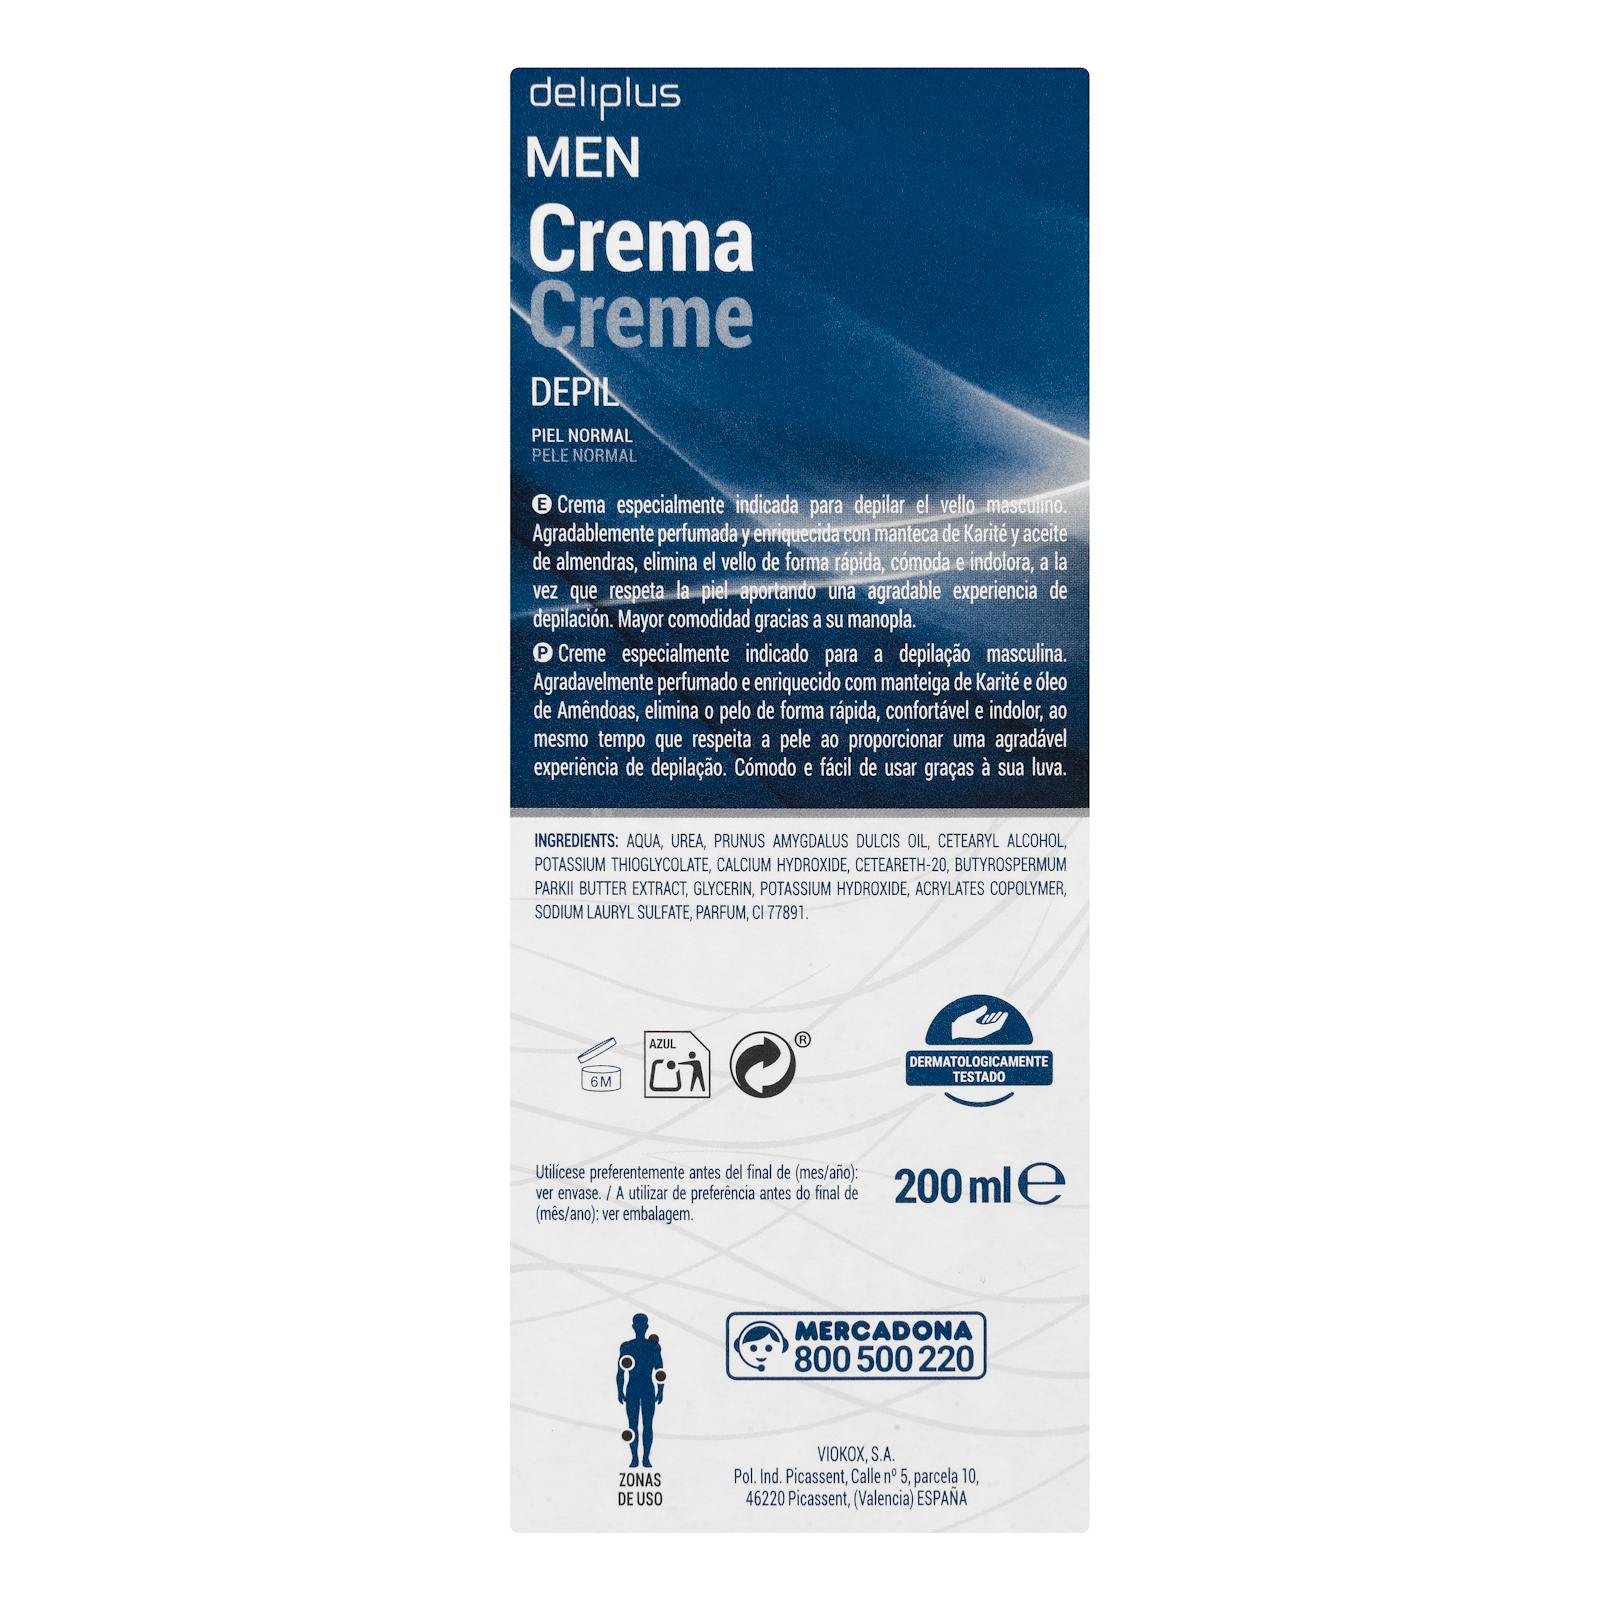 deliplus
MEN
Crema
Creme
DEPIL
PIEL NORMAL
PELE NORMAL
E Crema especialmente indicada para depilar el vello masculino.
Agradablemente perfumada y enriquecida con manteca de Karité y aceite
de almendras, elimina el vello de forma rápida, cómoda e indolora, a la
vez que respeta la piel aportando una agradable experiencia de
depilación. Mayor comodidad gracias a su manopla.
P Creme especialmente indicado para a depilação masculina.
Agradavelmente perfumado e enriquecido com manteiga de Karité e óleo
de Amêndoas, elimina o pelo de forma rápida, confortável e indolor, ao
mesmo tempo que respeita a pele ao proporcionar uma agradável
experiência de depilação. Cómodo e fácil de usar graças à sua luva.
INGREDIENTS: AQUA, UREA, PRUNUS AMYGDALUS DULCIS OIL, CETEARYL ALCOHOL,
POTASSIUM THIOGLYCOLATE, CALCIUM HYDROXIDE, CETEARETH-20, BUTYROSPERMUM
PARKII BUTTER EXTRACT, GLYCERIN, POTASSIUM HYDROXIDE, ACRYLATES COPOLYMER,
SODIUM LAURYL SULFATE, PARFUM, CI 77891.
6M
AZUL
®
DERMATOLOGICAMENTE
TESTADO
Utilícese preferentemente antes del final de (mes/año):
ver envase. / A utilizar de preferência antes do final de
(mês/ano): ver embalagem.
200 ml e
MERCADONA
800 500 220
ZONAS
DE USO
VIOKOX, S.A.
Pol. Ind. Picassent, Calle nº 5, parcela 10,
46220 Picassent, (Valencia) ESPAÑA